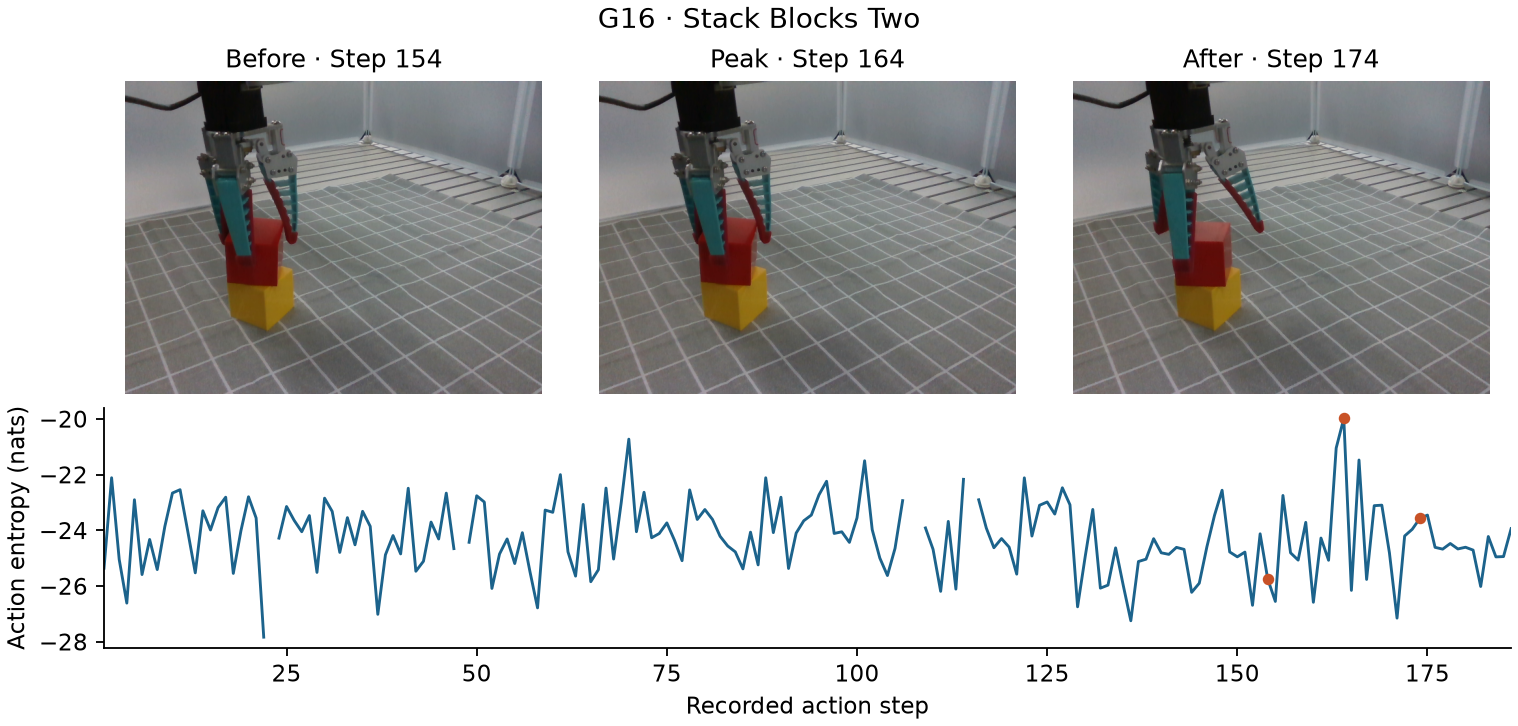 G16 · Stack Blocks Two
Before · Step 154
Peak · Step 164
After · Step 174
Action entropy (nats)
−20
−22
−24
−26
−28
25
50
75
100
125
150
175
Recorded action step